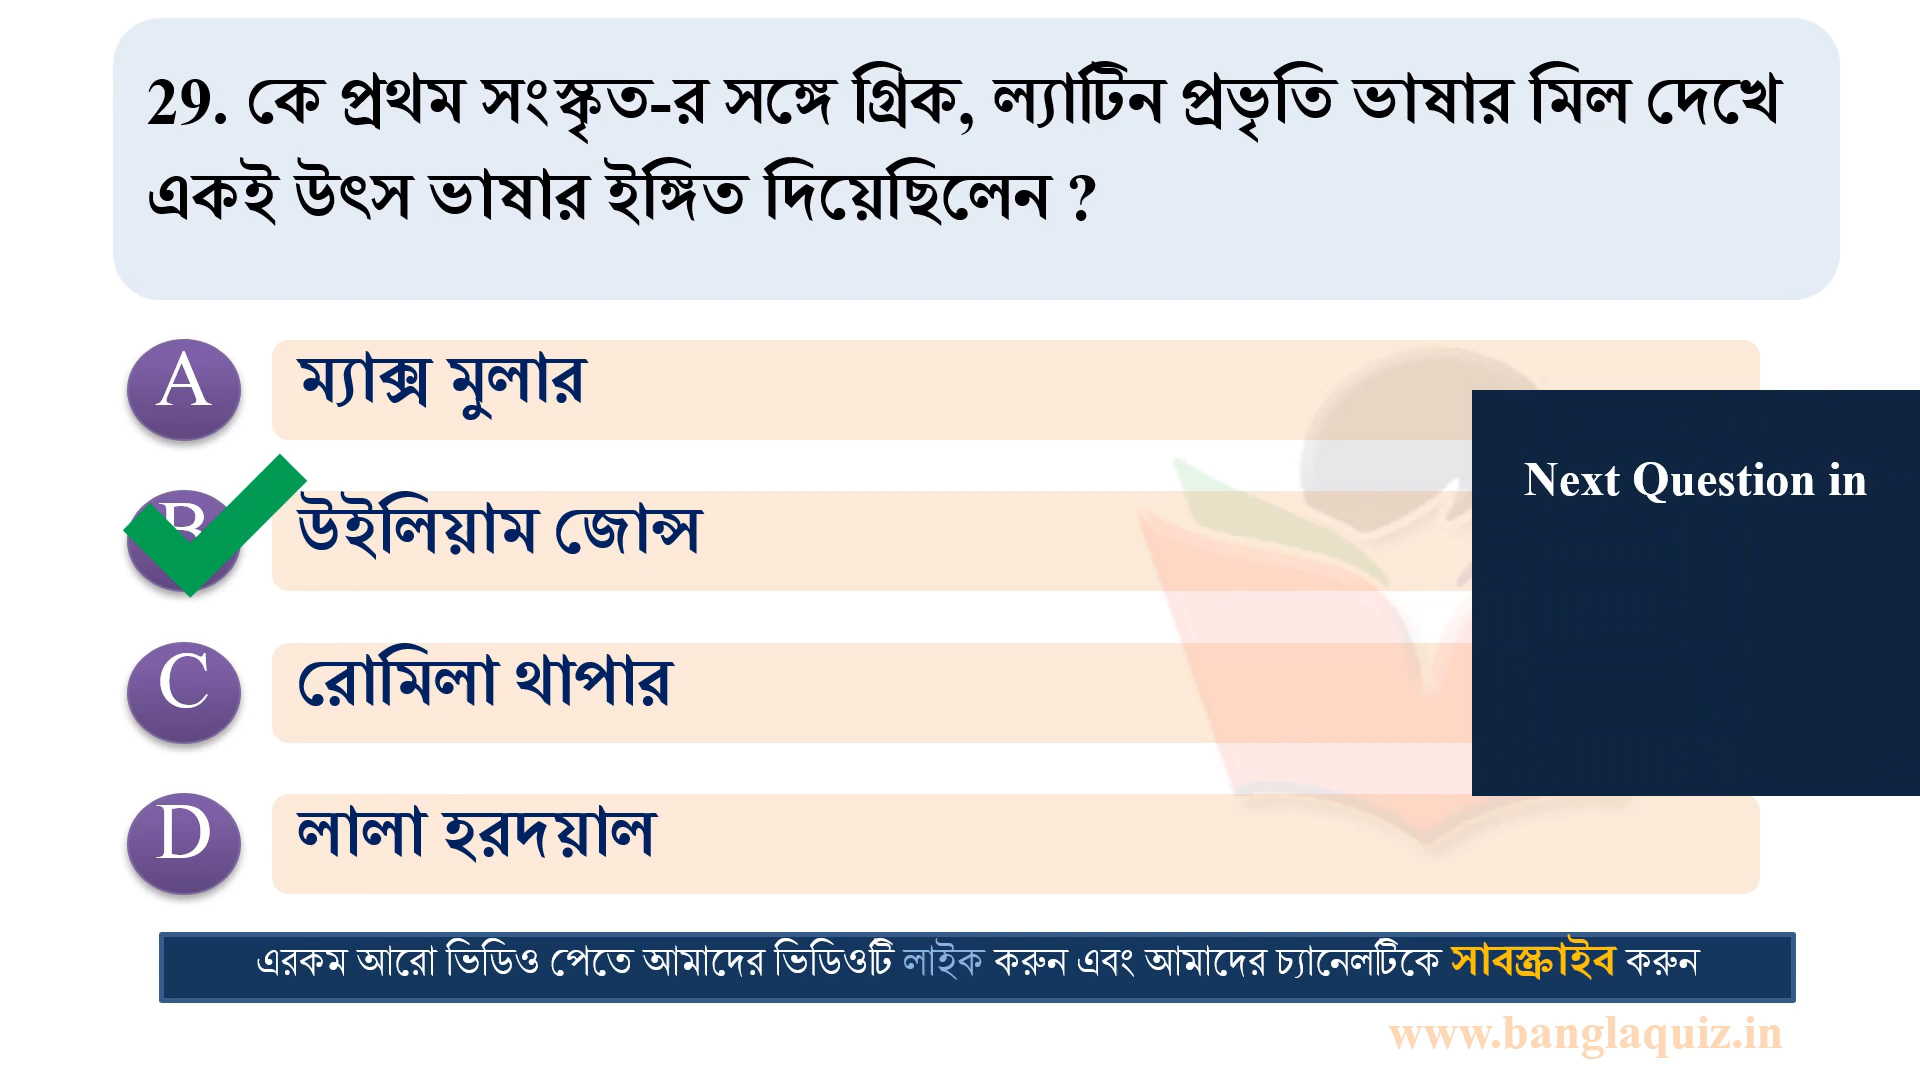 29. কে প্রথম সংস্কৃত-র সঙ্গে গ্রিক, ল্যাটিন প্রভৃতি ভাষার মিল দেখে
একই উৎস ভাষার ইঙ্গিত দিয়েছিলেন ?
A ম্যাক্স মুলার
B উইলিয়াম জোন্স
C রোমিলা থাপার
D লালা হরদয়াল
Next Question in
এরকম আরো ভিডিও পেতে আমাদের ভিডিওটি লাইক করুন এবং আমাদের চ্যানেলটিকে সাবস্ক্রাইব করুন
www.banglaquiz.in